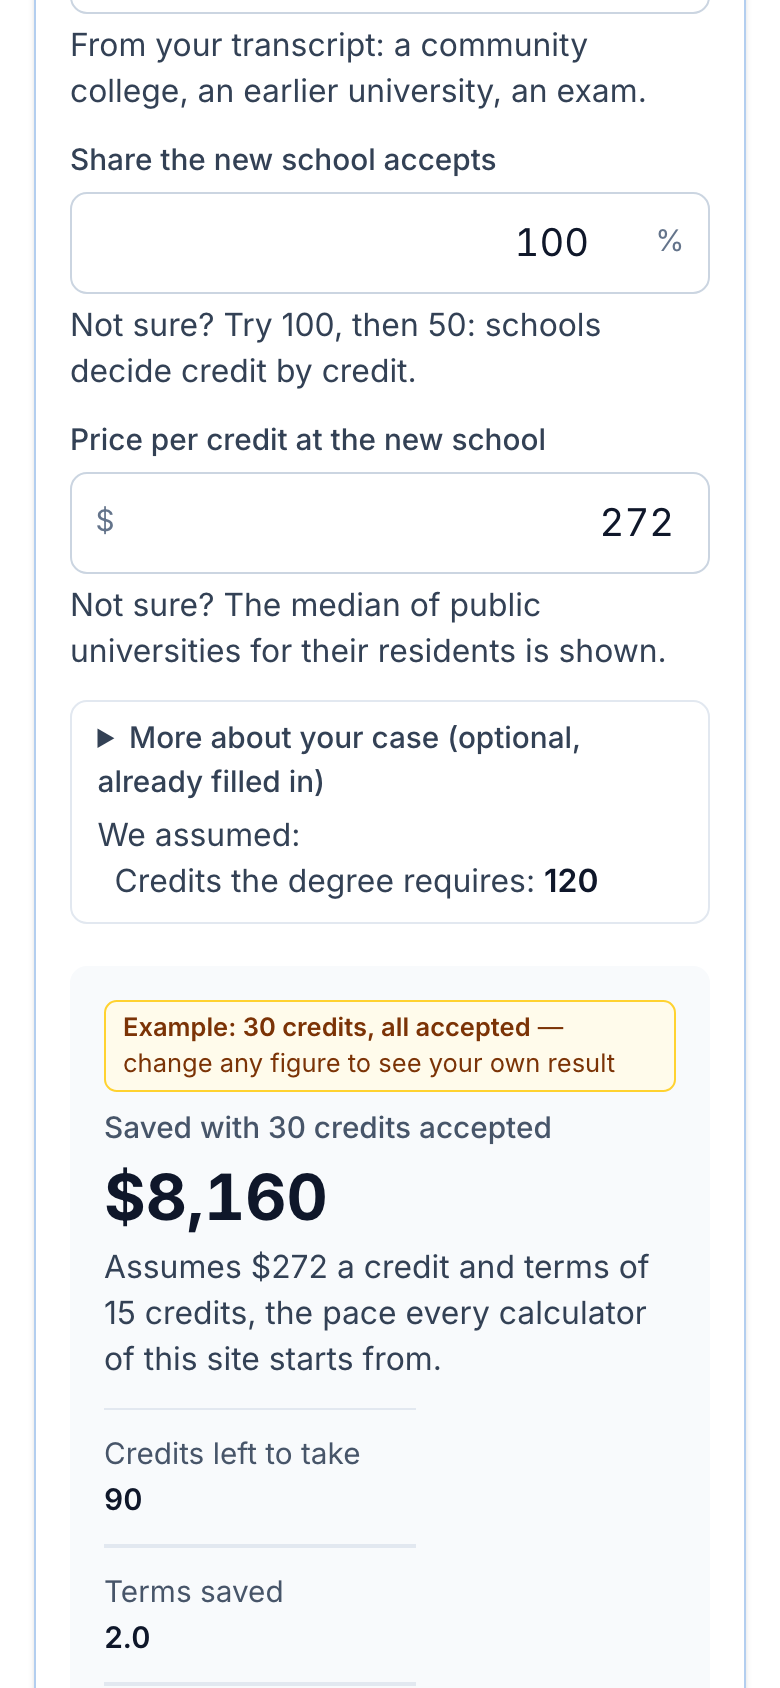 From your transcript: a community
college, an earlier university, an exam.
Share the new school accepts
100 %
Not sure? Try 100, then 50: schools
decide credit by credit.
Price per credit at the new school
$ 272
Not sure? The median of public
universities for their residents is shown.
▶ More about your case (optional,
already filled in)
We assumed:
Credits the degree requires: 120
Example: 30 credits, all accepted —
change any figure to see your own result
Saved with 30 credits accepted
$8,160
Assumes $272 a credit and terms of
15 credits, the pace every calculator
of this site starts from.
Credits left to take
90
Terms saved
2.0